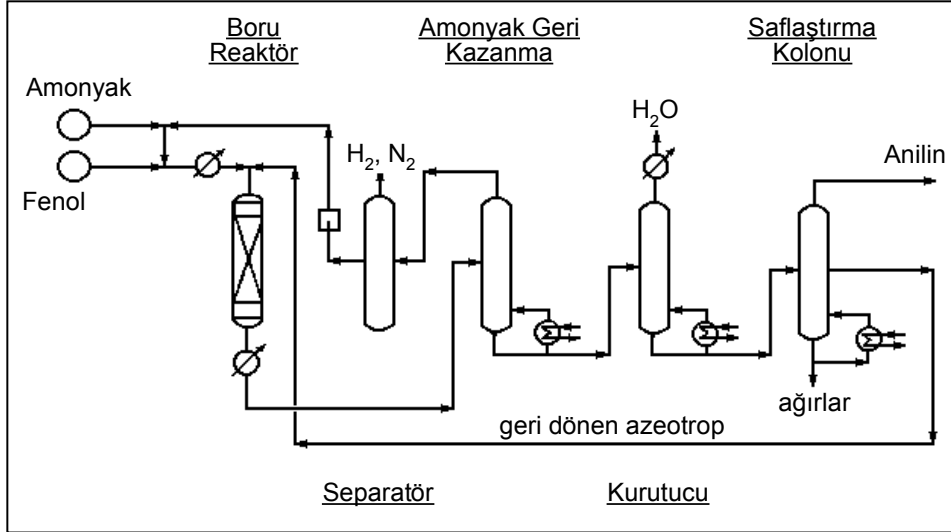 Boru
Reaktör
Amonyak Geri
Kazanma
Saflaştırma
Kolonu
Amonyak
H₂O
H₂, N₂
Anilin
Fenol
ağırlar
geri dönen azeotrop
Separatör
Kurutucu